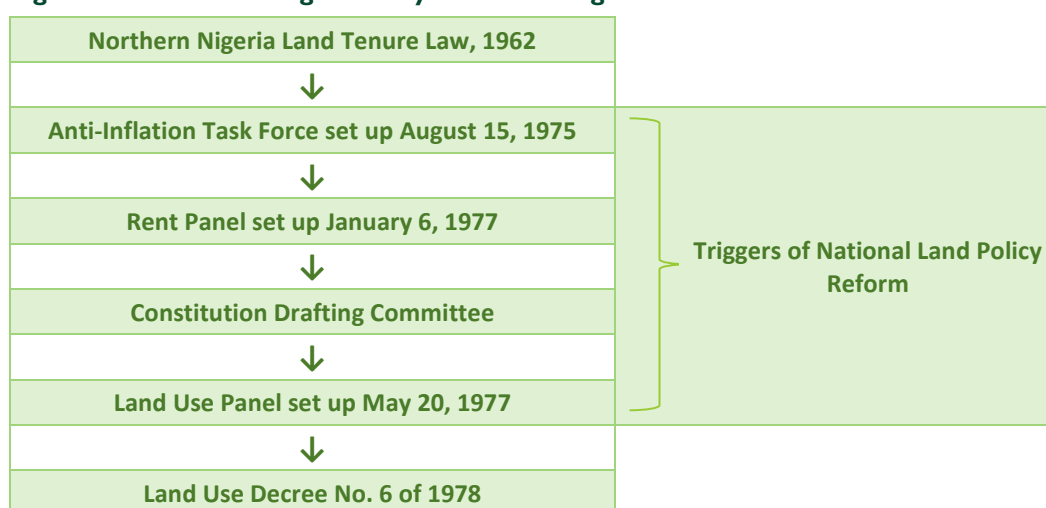 Northern Nigeria Land Tenure Law, 1962
↓
Anti-Inflation Task Force set up August 15, 1975
↓
Rent Panel set up January 6, 1977
↓
Constitution Drafting Committee
↓
Land Use Panel set up May 20, 1977
↓
Land Use Decree No. 6 of 1978
Triggers of National Land Policy
Reform